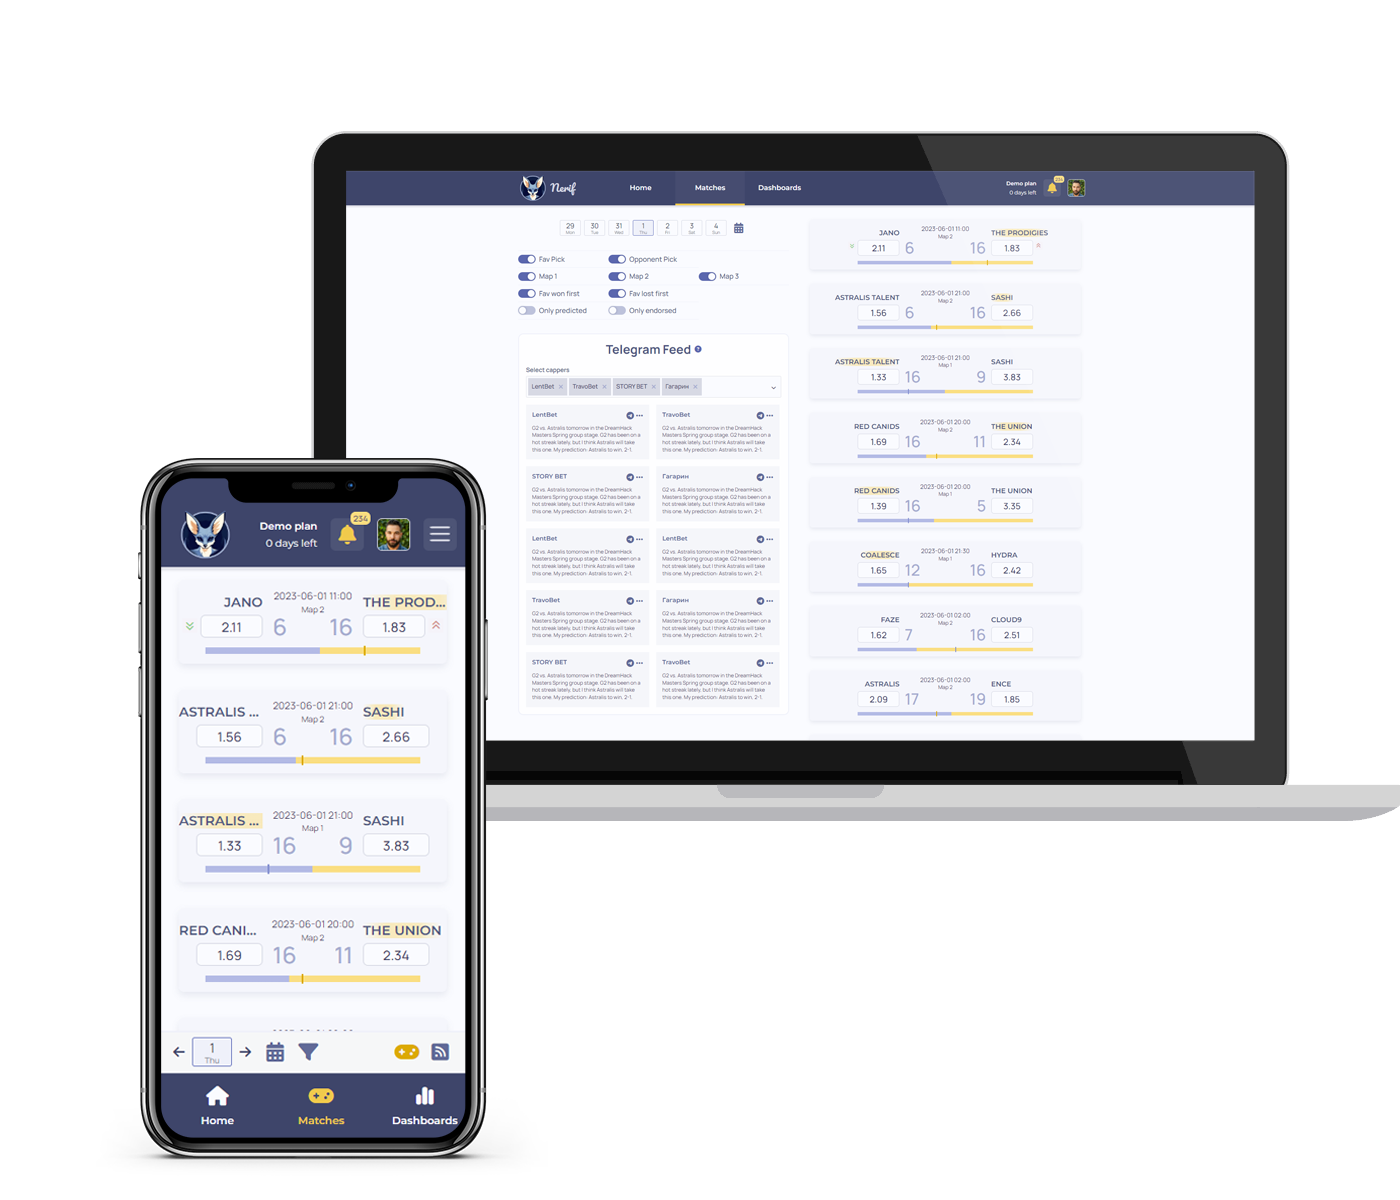 Nerif
Home
Matches
Dashboards
Demo plan
0 days left
234
29 30 31 1 2 3 4
Mon Tue Wed Thu Fri Sat Sun
Fav Pick
Opponent Pick
Map 1
Map 2
Map 3
Fav won first
Fav lost first
Only predicted
Only endorsed
Telegram Feed ?
Select cappers
LentBet × TravoBet × STORY BET × Гагарин ×
LentBet
G2 vs. Astralis tomorrow in the DreamHack
Masters Spring group stage. G2 has been on a
hot streak lately, but I think Astralis will take
this one. My prediction: Astralis to win, 2-1.
TravoBet
G2 vs. Astralis tomorrow in the DreamHack
Masters Spring group stage. G2 has been on a
hot streak lately, but I think Astralis will take
this one. My prediction: Astralis to win, 2-1.
STORY BET
G2 vs. Astralis tomorrow in the DreamHack
Masters Spring group stage. G2 has been on a
hot streak lately, but I think Astralis will take
this one. My prediction: Astralis to win, 2-1.
Гагарин
G2 vs. Astralis tomorrow in the DreamHack
Masters Spring group stage. G2 has been on a
hot streak lately, but I think Astralis will take
this one. My prediction: Astralis to win, 2-1.
LentBet
G2 vs. Astralis tomorrow in the DreamHack
Masters Spring group stage. G2 has been on a
hot streak lately, but I think Astralis will take
this one. My prediction: Astralis to win, 2-1.
LentBet
G2 vs. Astralis tomorrow in the DreamHack
Masters Spring group stage. G2 has been on a
hot streak lately, but I think Astralis will take
this one. My prediction: Astralis to win, 2-1.
TravoBet
G2 vs. Astralis tomorrow in the DreamHack
Masters Spring group stage. G2 has been on a
hot streak lately, but I think Astralis will take
this one. My prediction: Astralis to win, 2-1.
Гагарин
G2 vs. Astralis tomorrow in the DreamHack
Masters Spring group stage. G2 has been on a
hot streak lately, but I think Astralis will take
this one. My prediction: Astralis to win, 2-1.
STORY BET
G2 vs. Astralis tomorrow in the DreamHack
Masters Spring group stage. G2 has been on a
hot streak lately, but I think Astralis will take
this one. My prediction: Astralis to win, 2-1.
TravoBet
G2 vs. Astralis tomorrow in the DreamHack
Masters Spring group stage. G2 has been on a
hot streak lately, but I think Astralis will take
this one. My prediction: Astralis to win, 2-1.
JANO 2023-06-01 11:00 THE PRODIGIES
Map 2
2.11 6 16 1.83
ASTRALIS TALENT 2023-06-01 21:00 SASHI
Map 2
1.56 6 16 2.66
ASTRALIS TALENT 2023-06-01 21:00 SASHI
Map 1
1.33 16 9 3.83
RED CANIDS 2023-06-01 20:00 THE UNION
Map 2
1.69 16 11 2.34
RED CANIDS 2023-06-01 20:00 THE UNION
Map 1
1.39 16 5 3.35
COALESCE 2023-06-01 21:30 HYDRA
Map 1
1.65 12 16 2.42
FAZE 2023-06-01 02:00 CLOUD9
Map 2
1.62 7 16 2.51
ASTRALIS 2023-06-01 02:00 ENCE
Map 2
2.09 17 19 1.85
Demo plan
0 days left
234
JANO 2023-06-01 11:00 THE PROD...
Map 2
2.11 6 16 1.83
ASTRALIS ... 2023-06-01 21:00 SASHI
Map 2
1.56 6 16 2.66
ASTRALIS ... 2023-06-01 21:00 SASHI
Map 1
1.33 16 9 3.83
RED CANI... 2023-06-01 20:00 THE UNION
Map 2
1.69 16 11 2.34
1
Thu
Home
Matches
Dashboards